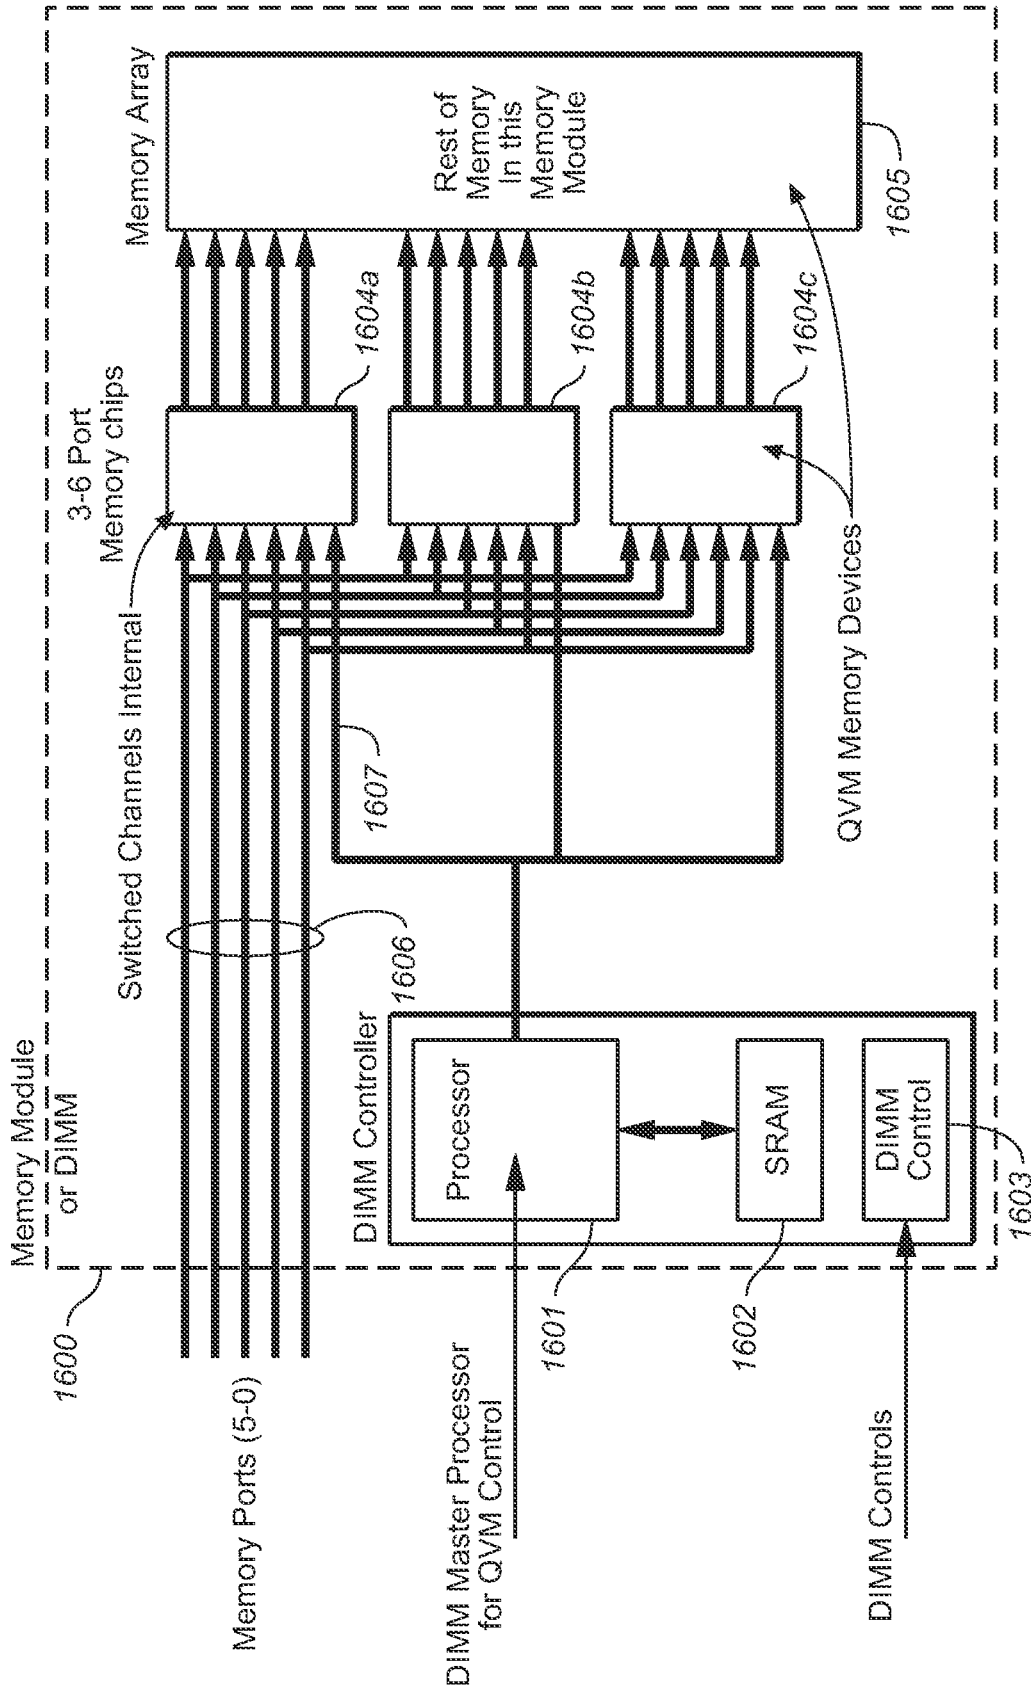 Memory Module
or DIMM
1600
Memory Ports (5-0)
Switched Channels Internal
1606
3-6 Port
Memory chips
1604a
1604b
1604c
Memory Array
Rest of
Memory
In this
Memory
Module
1605
1607
QVM Memory Devices
DIMM Controller
Processor
1601
SRAM
1602
DIMM
Control
1603
DIMM Master Processor
for QVM Control
DIMM Controls